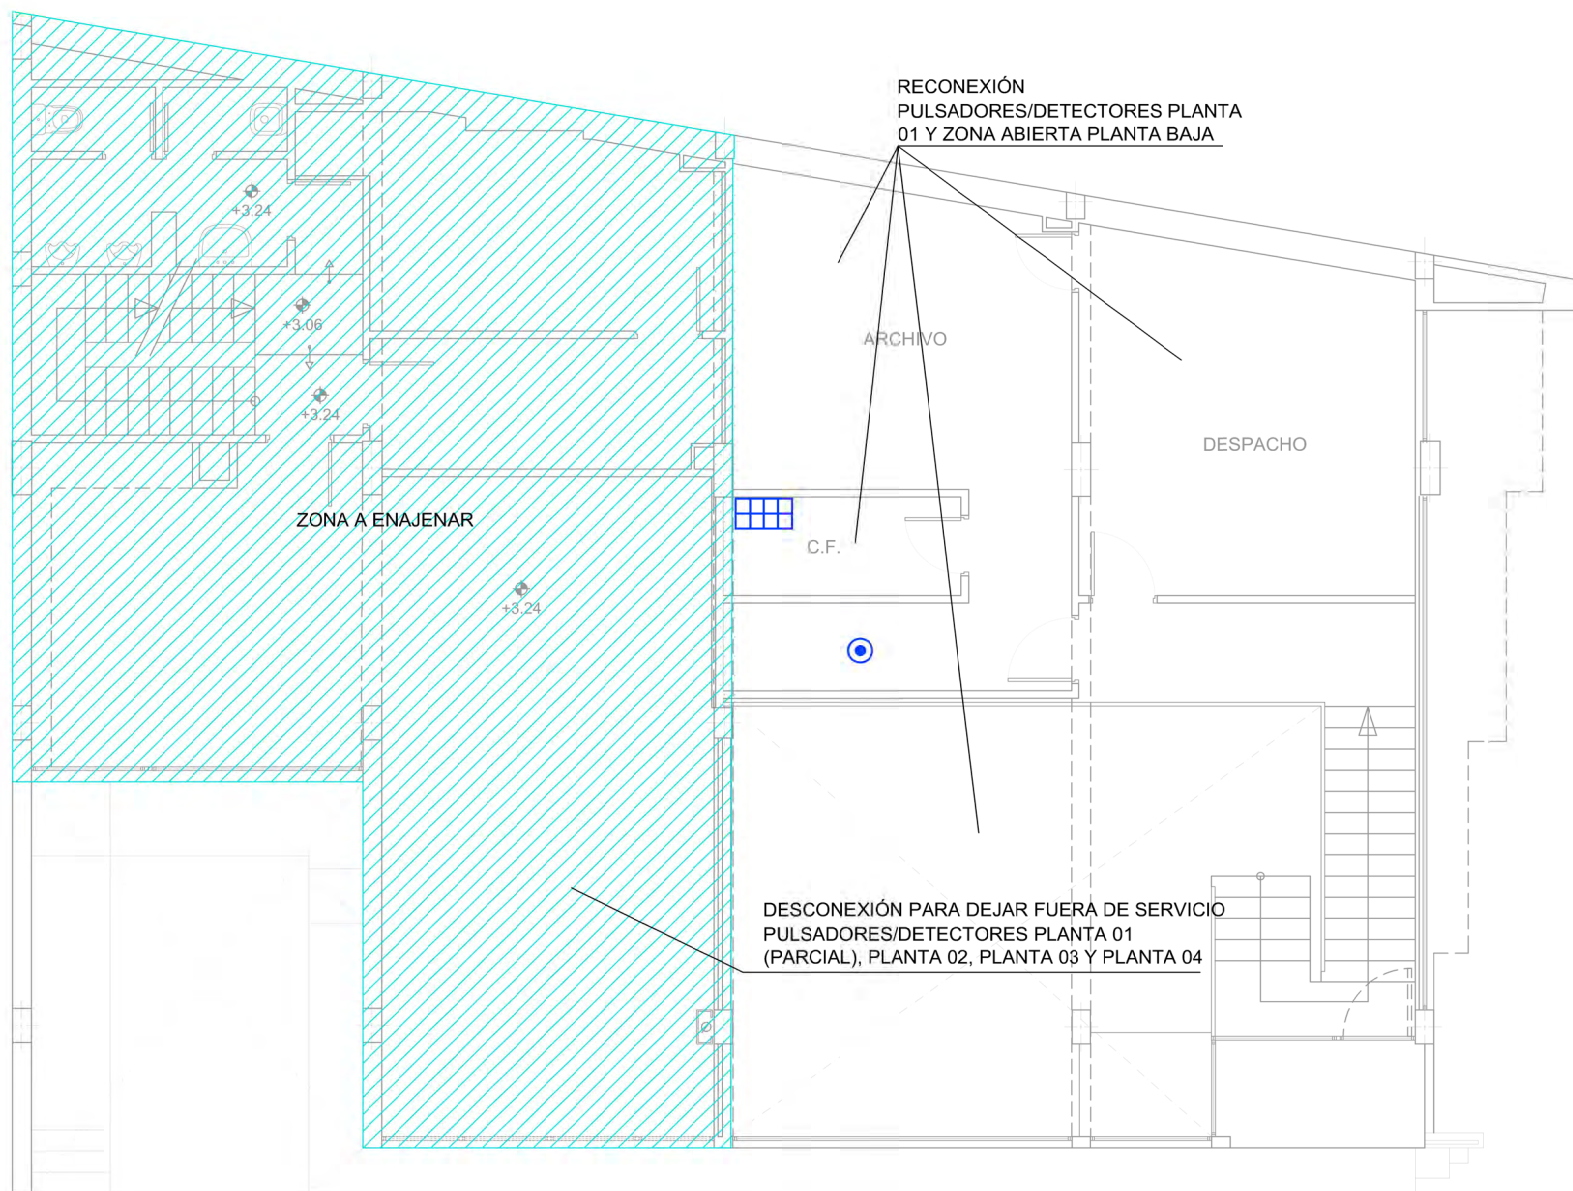 RECONEXIÓN
PULSADORES/DETECTORES PLANTA
01 Y ZONA ABIERTA PLANTA BAJA
+3.24
+3.06
ARCHIVO
+3.24
DESPACHO
ZONA A ENAJENAR
C.F.
+3.24
DESCONEXIÓN PARA DEJAR FUERA DE SERVICIO
PULSADORES/DETECTORES PLANTA 01
(PARCIAL), PLANTA 02, PLANTA 03 Y PLANTA 04